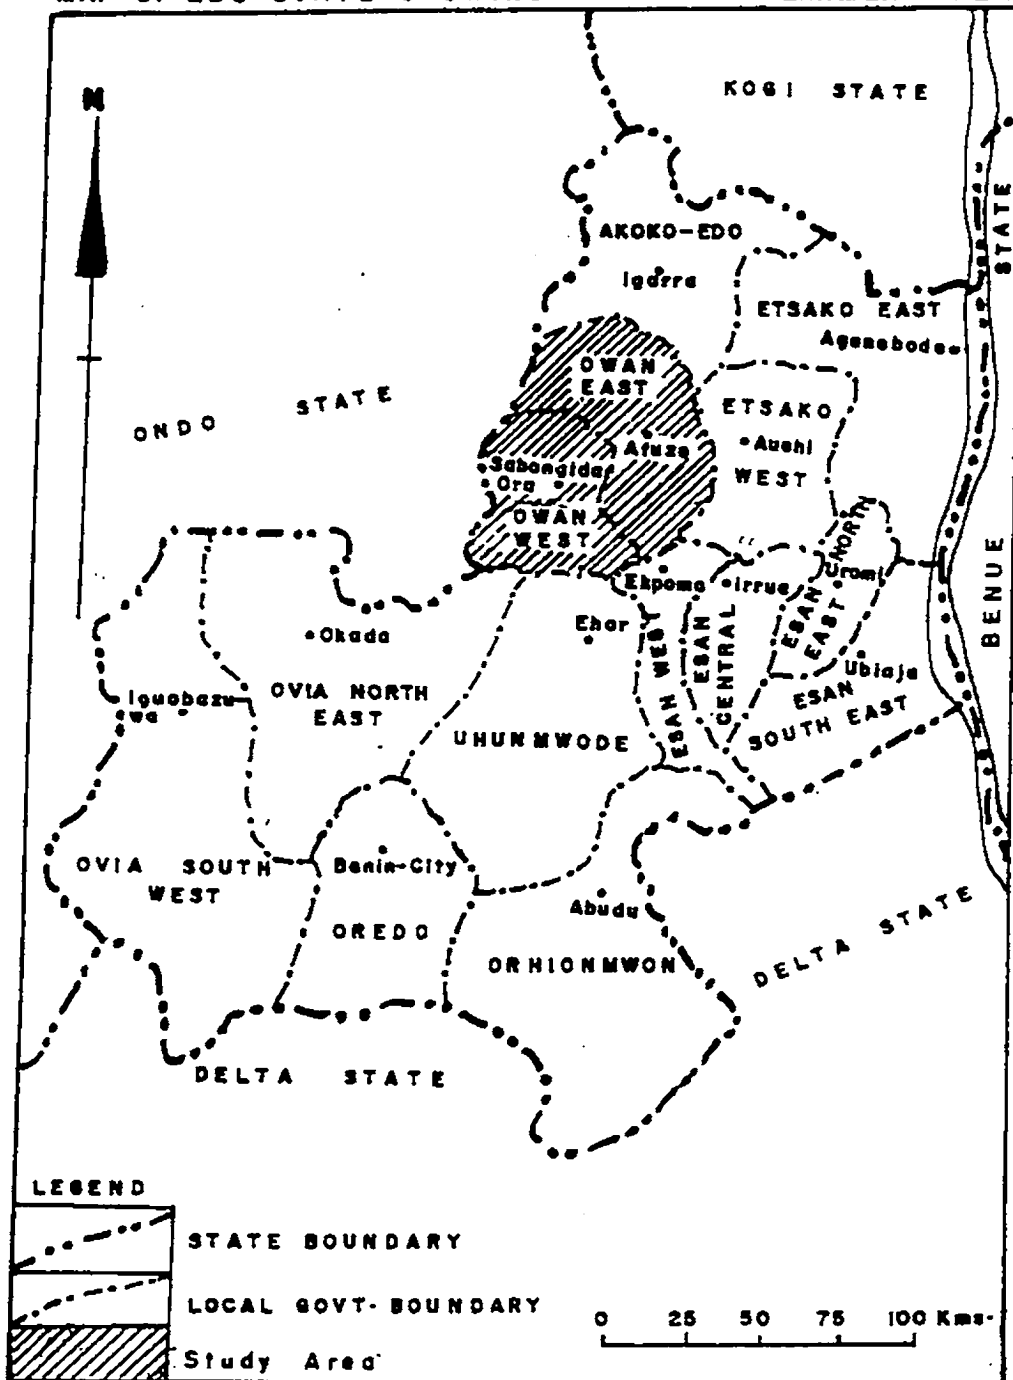 N
KOGI STATE
STATE
AKOKO-EDO
Igarra
ETSAKO EAST
Agenebode
OWAN
EAST
ETSAKO
Auchi
WEST
ONDO STATE
Afuze
Sabongida
Ora
OWAN
WEST
NORTH
BENUE
Ekpoma
Irrua
Uromi
Okada
Ehor
ESAN WEST
ESAN
CENTRAL
ESAN
EAST
Ubiaja
Iguobazu
wa
OVIA NORTH
EAST
ESAN
SOUTH EAST
UHUNMWODE
OVIA SOUTH
WEST
Benin-City
OREDO
Abudu
ORHIONMWON
DELTA STATE
DELTA STATE
LEGEND
STATE BOUNDARY
LOCAL GOVT- BOUNDARY
Study Area
0 25 50 75 100 Kms-